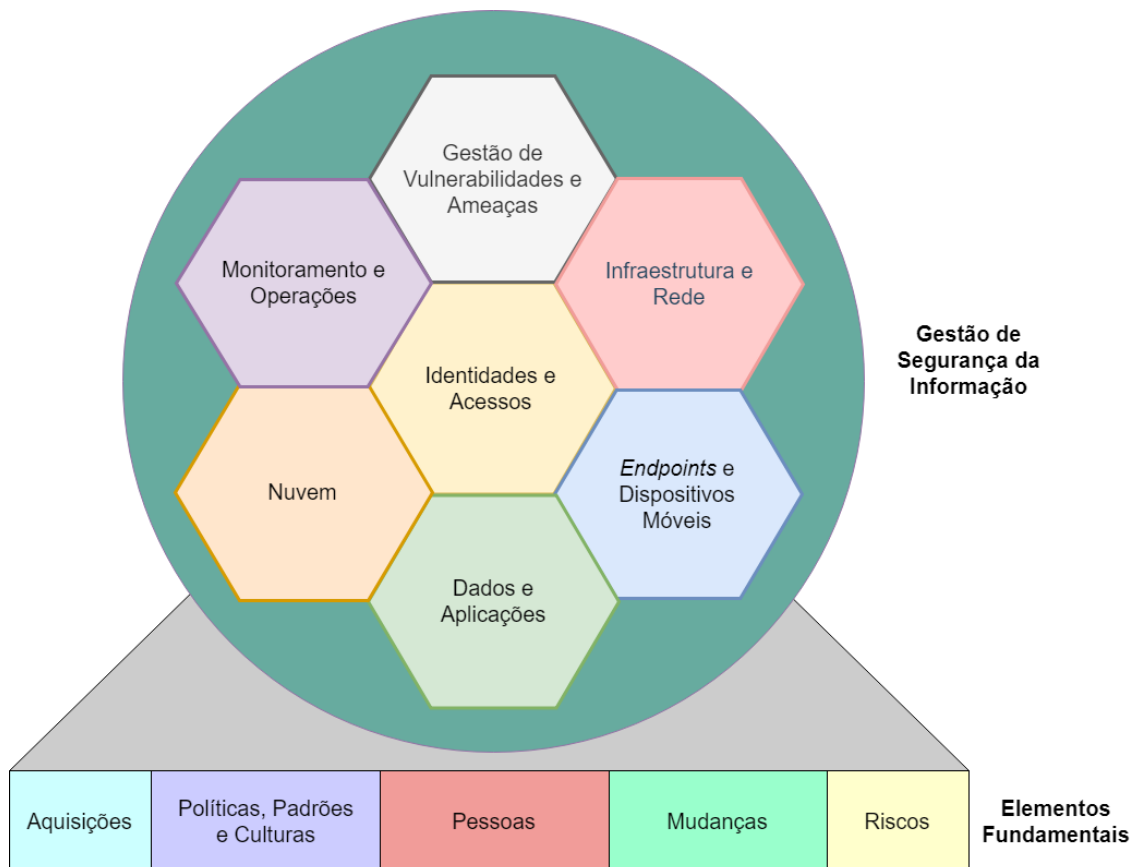 Gestão de
Vulnerabilidades e
Ameaças
Monitoramento e
Operações
Infraestrutura e
Rede
Identidades e
Acessos
Gestão de
Segurança da
Informação
Nuvem
Endpoints e
Dispositivos
Móveis
Dados e
Aplicações
Aquisições
Políticas, Padrões
e Culturas
Pessoas
Mudanças
Riscos
Elementos
Fundamentais